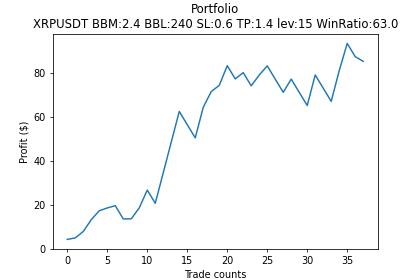 Portfolio
XRPUSDT BBM:2.4 BBL:240 SL:0.6 TP:1.4 lev:15 WinRatio:63.0
Profit ($)
80
60
40
20
0
0 5 10 15 20 25 30 35
Trade counts